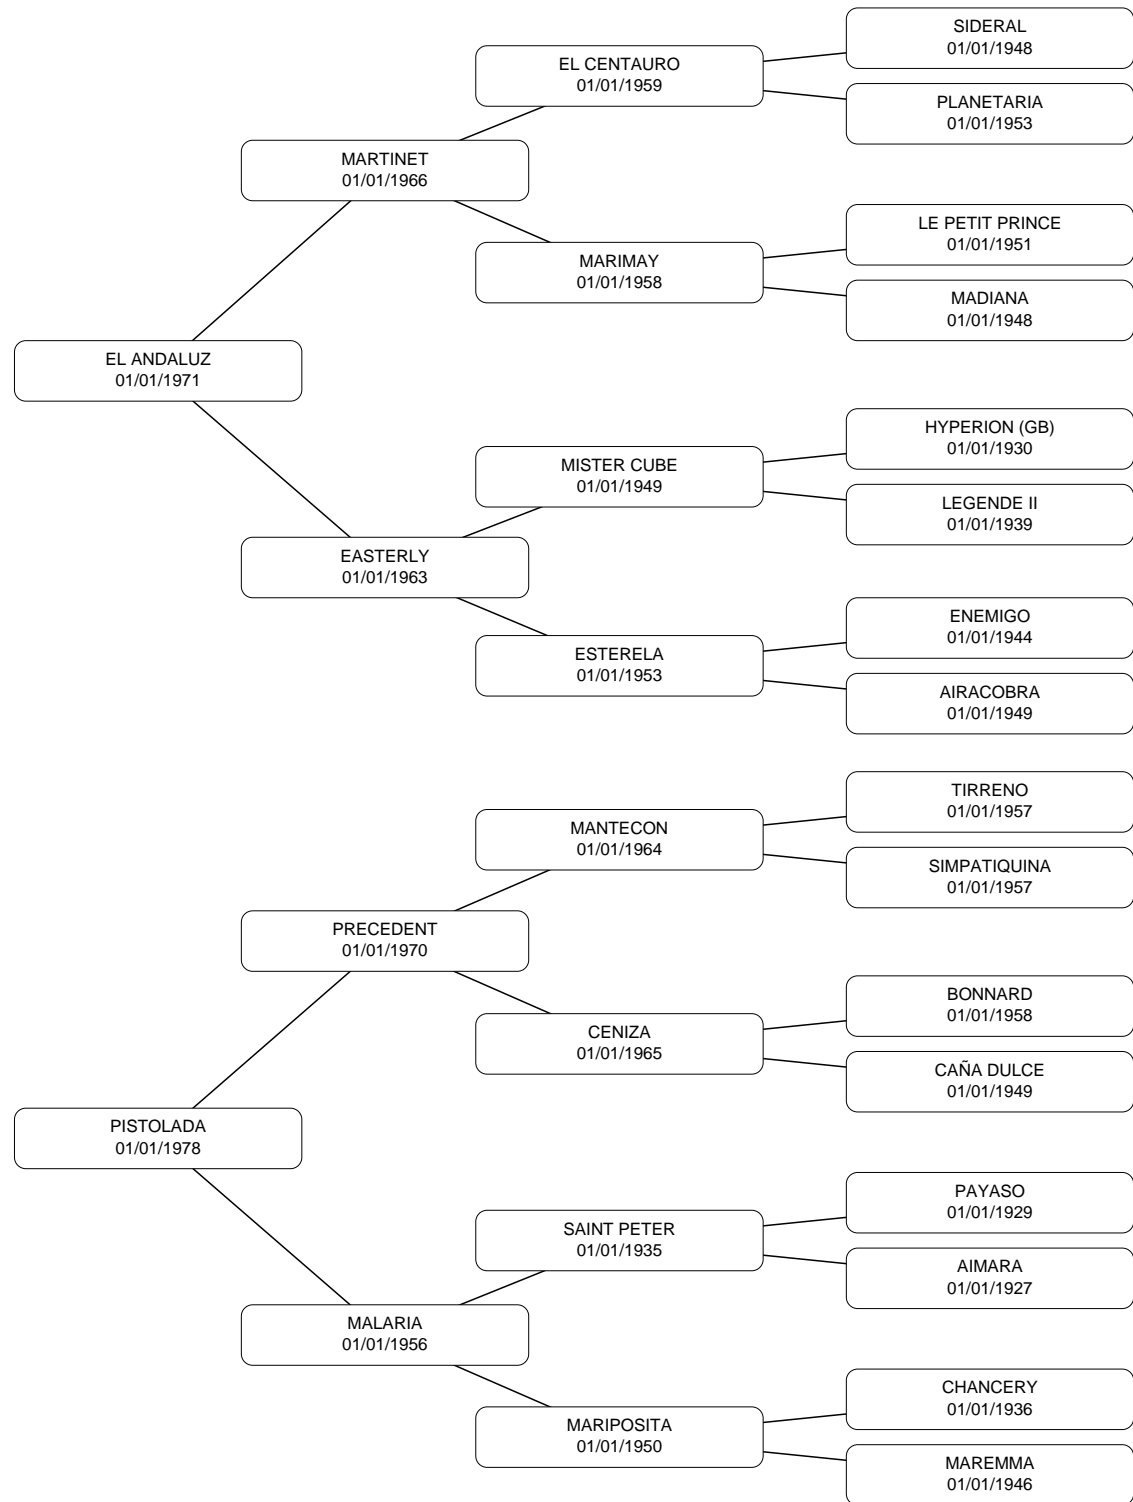 SIDERAL
01/01/1948
EL CENTAURO
01/01/1959
PLANETARIA
01/01/1953
MARTINET
01/01/1966
LE PETIT PRINCE
01/01/1951
MARIMAY
01/01/1958
MADIANA
01/01/1948
EL ANDALUZ
01/01/1971
HYPERION (GB)
01/01/1930
MISTER CUBE
01/01/1949
LEGENDE II
01/01/1939
EASTERLY
01/01/1963
ENEMIGO
01/01/1944
ESTERELA
01/01/1953
AIRACOBRA
01/01/1949
TIRRENO
01/01/1957
MANTECON
01/01/1964
SIMPATIQUINA
01/01/1957
PRECEDENT
01/01/1970
BONNARD
01/01/1958
CENIZA
01/01/1965
CAÑA DULCE
01/01/1949
PISTOLADA
01/01/1978
PAYASO
01/01/1929
SAINT PETER
01/01/1935
AIMARA
01/01/1927
MALARIA
01/01/1956
CHANCERY
01/01/1936
MARIPOSITA
01/01/1950
MAREMMA
01/01/1946